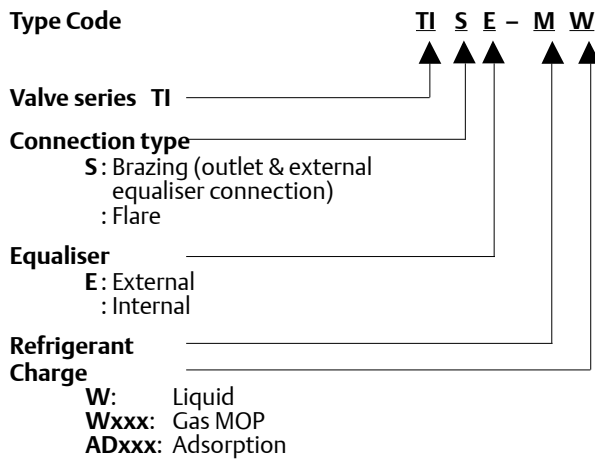 Type Code TI S E – M W
Valve series TI
Connection type
S : Brazing (outlet & external
equaliser connection)
: Flare
Equaliser
E : External
: Internal
Refrigerant
Charge
W: Liquid
Wxxx: Gas MOP
ADxxx: Adsorption